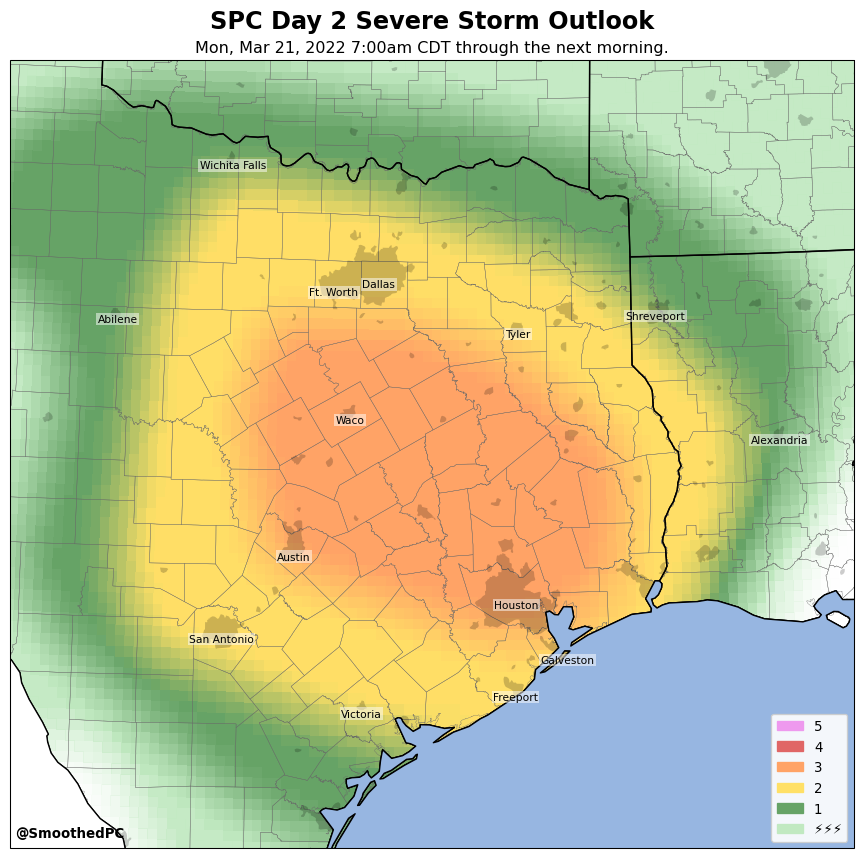 SPC Day 2 Severe Storm Outlook
Mon, Mar 21, 2022 7:00am CDT through the next morning.
Wichita Falls
Dallas
Ft. Worth
Abilene
Shreveport
Tyler
Waco
Alexandria
Austin
Houston
San Antonio
Galveston
Freeport
Victoria
5
4
3
2
1
⚡⚡⚡
@SmoothedPC